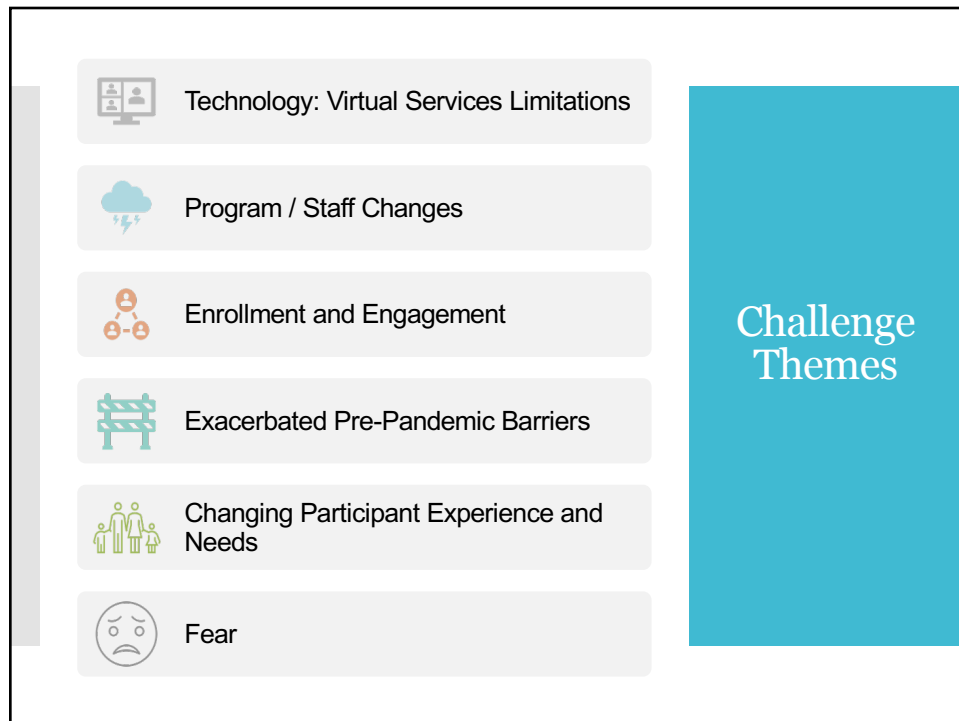 Technology: Virtual Services Limitations
Program / Staff Changes
Enrollment and Engagement
Exacerbated Pre-Pandemic Barriers
Changing Participant Experience and
Needs
Fear
Challenge
Themes